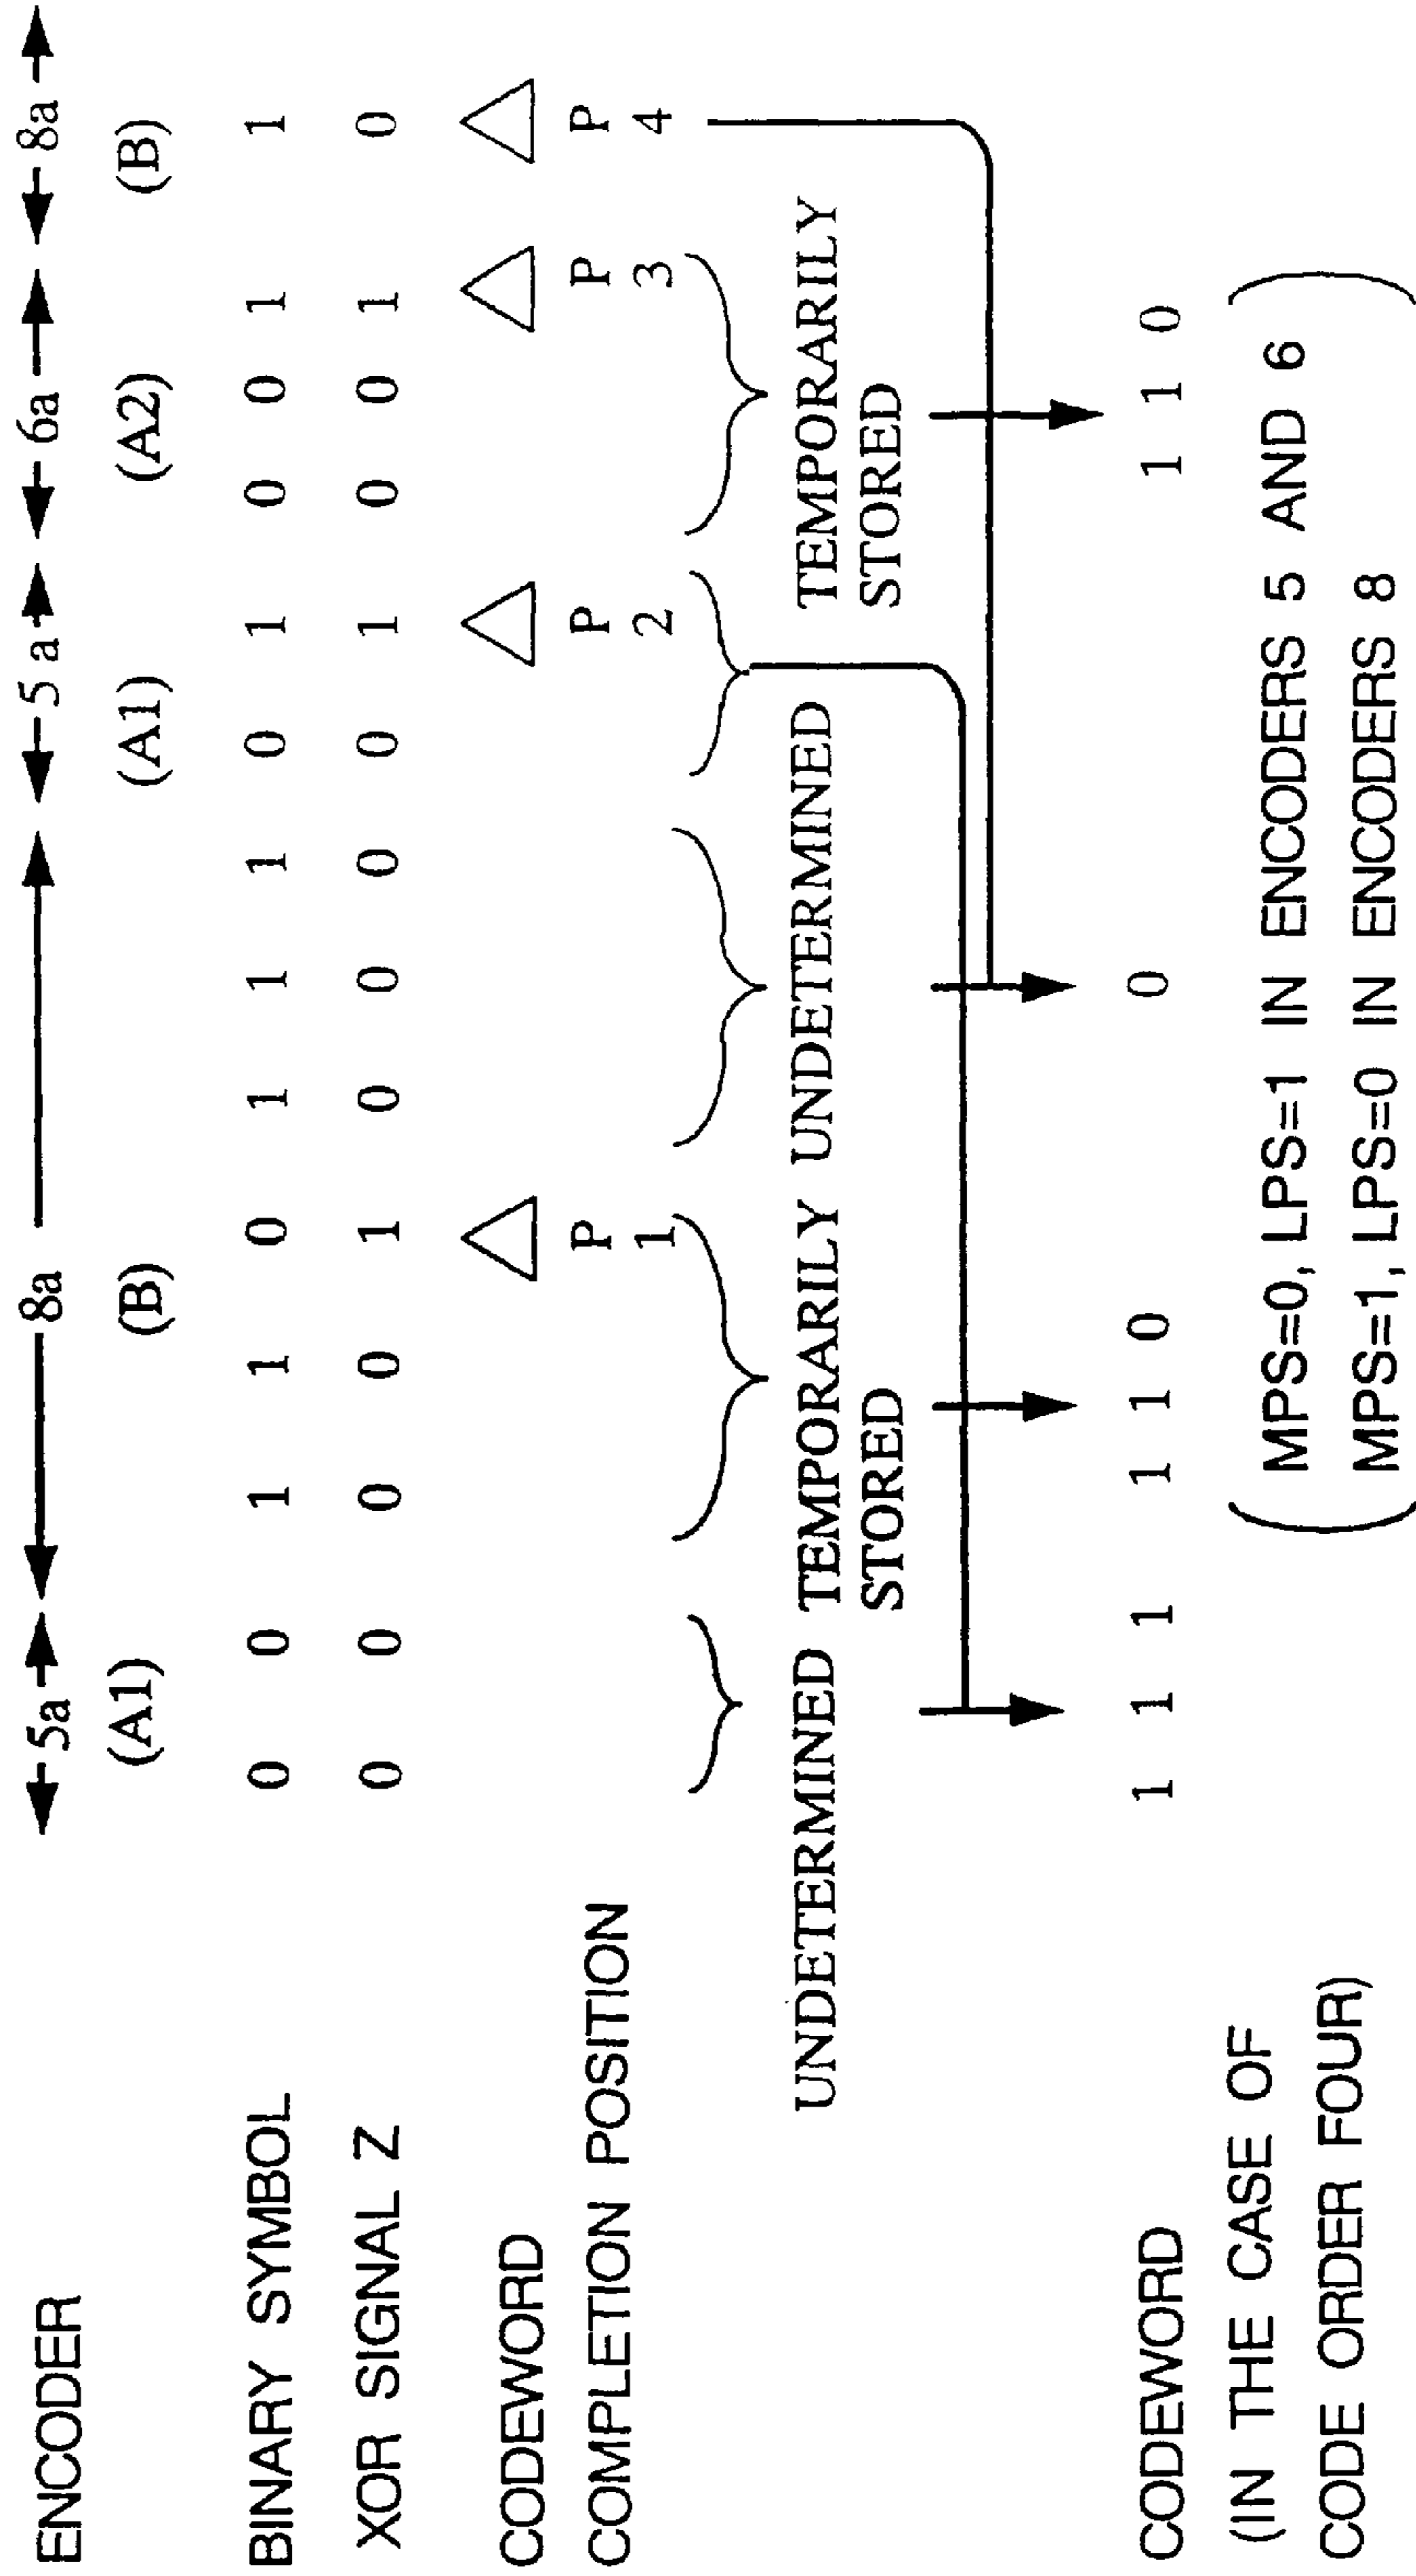 ENCODER 5a 8a 5 a 6a 8a
(A1) (B) (A1) (A2) (B)
BINARY SYMBOL 0 0 1 1 0 1 1 1 0 1 0 0 1 1
XOR SIGNAL Z 0 0 0 0 1 0 0 0 0 1 0 0 1 0
CODEWORD
COMPLETION POSITION P P P P
1 2 3 4
UNDETERMINED TEMPORARILY UNDETERMINED TEMPORARILY
STORED STORED
CODEWORD 1 1 1 1 1 0 0 1 1 0
(IN THE CASE OF
CODE ORDER FOUR)
MPS=0, LPS=1 IN ENCODERS 5 AND 6
MPS=1, LPS=0 IN ENCODERS 8